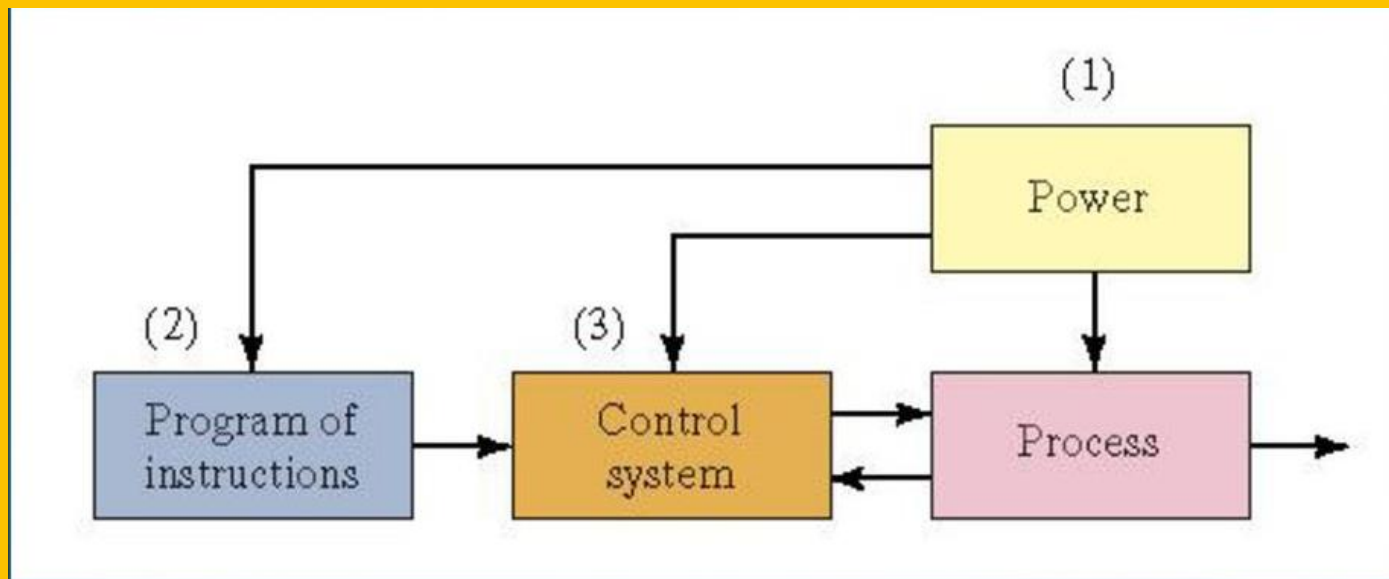 (1)
Power
(2)
(3)
Program of
instructions
Control
system
Process